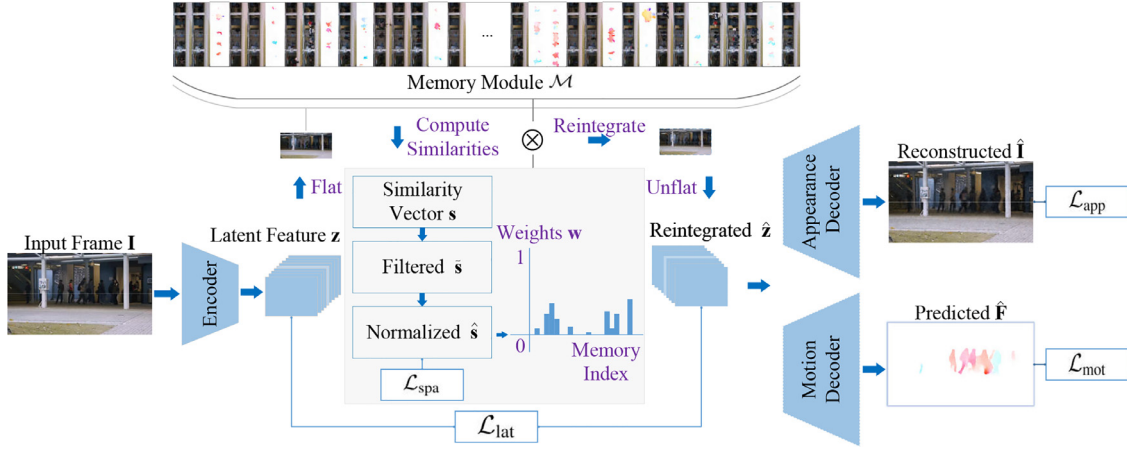 ...
Memory Module ℳ
Compute
Similarities
⊗
Reintegrate
Flat
Unflat
Similarity
Vector s
Input Frame I
Latent Feature z
Encoder
Filtered s̄
Normalized ŝ
ℒspa
Weights w
1
0
Memory
Index
Reintegrated ẑ
ℒlat
Appearance
Decoder
Reconstructed Î
ℒapp
Motion
Decoder
Predicted F̂
ℒmot